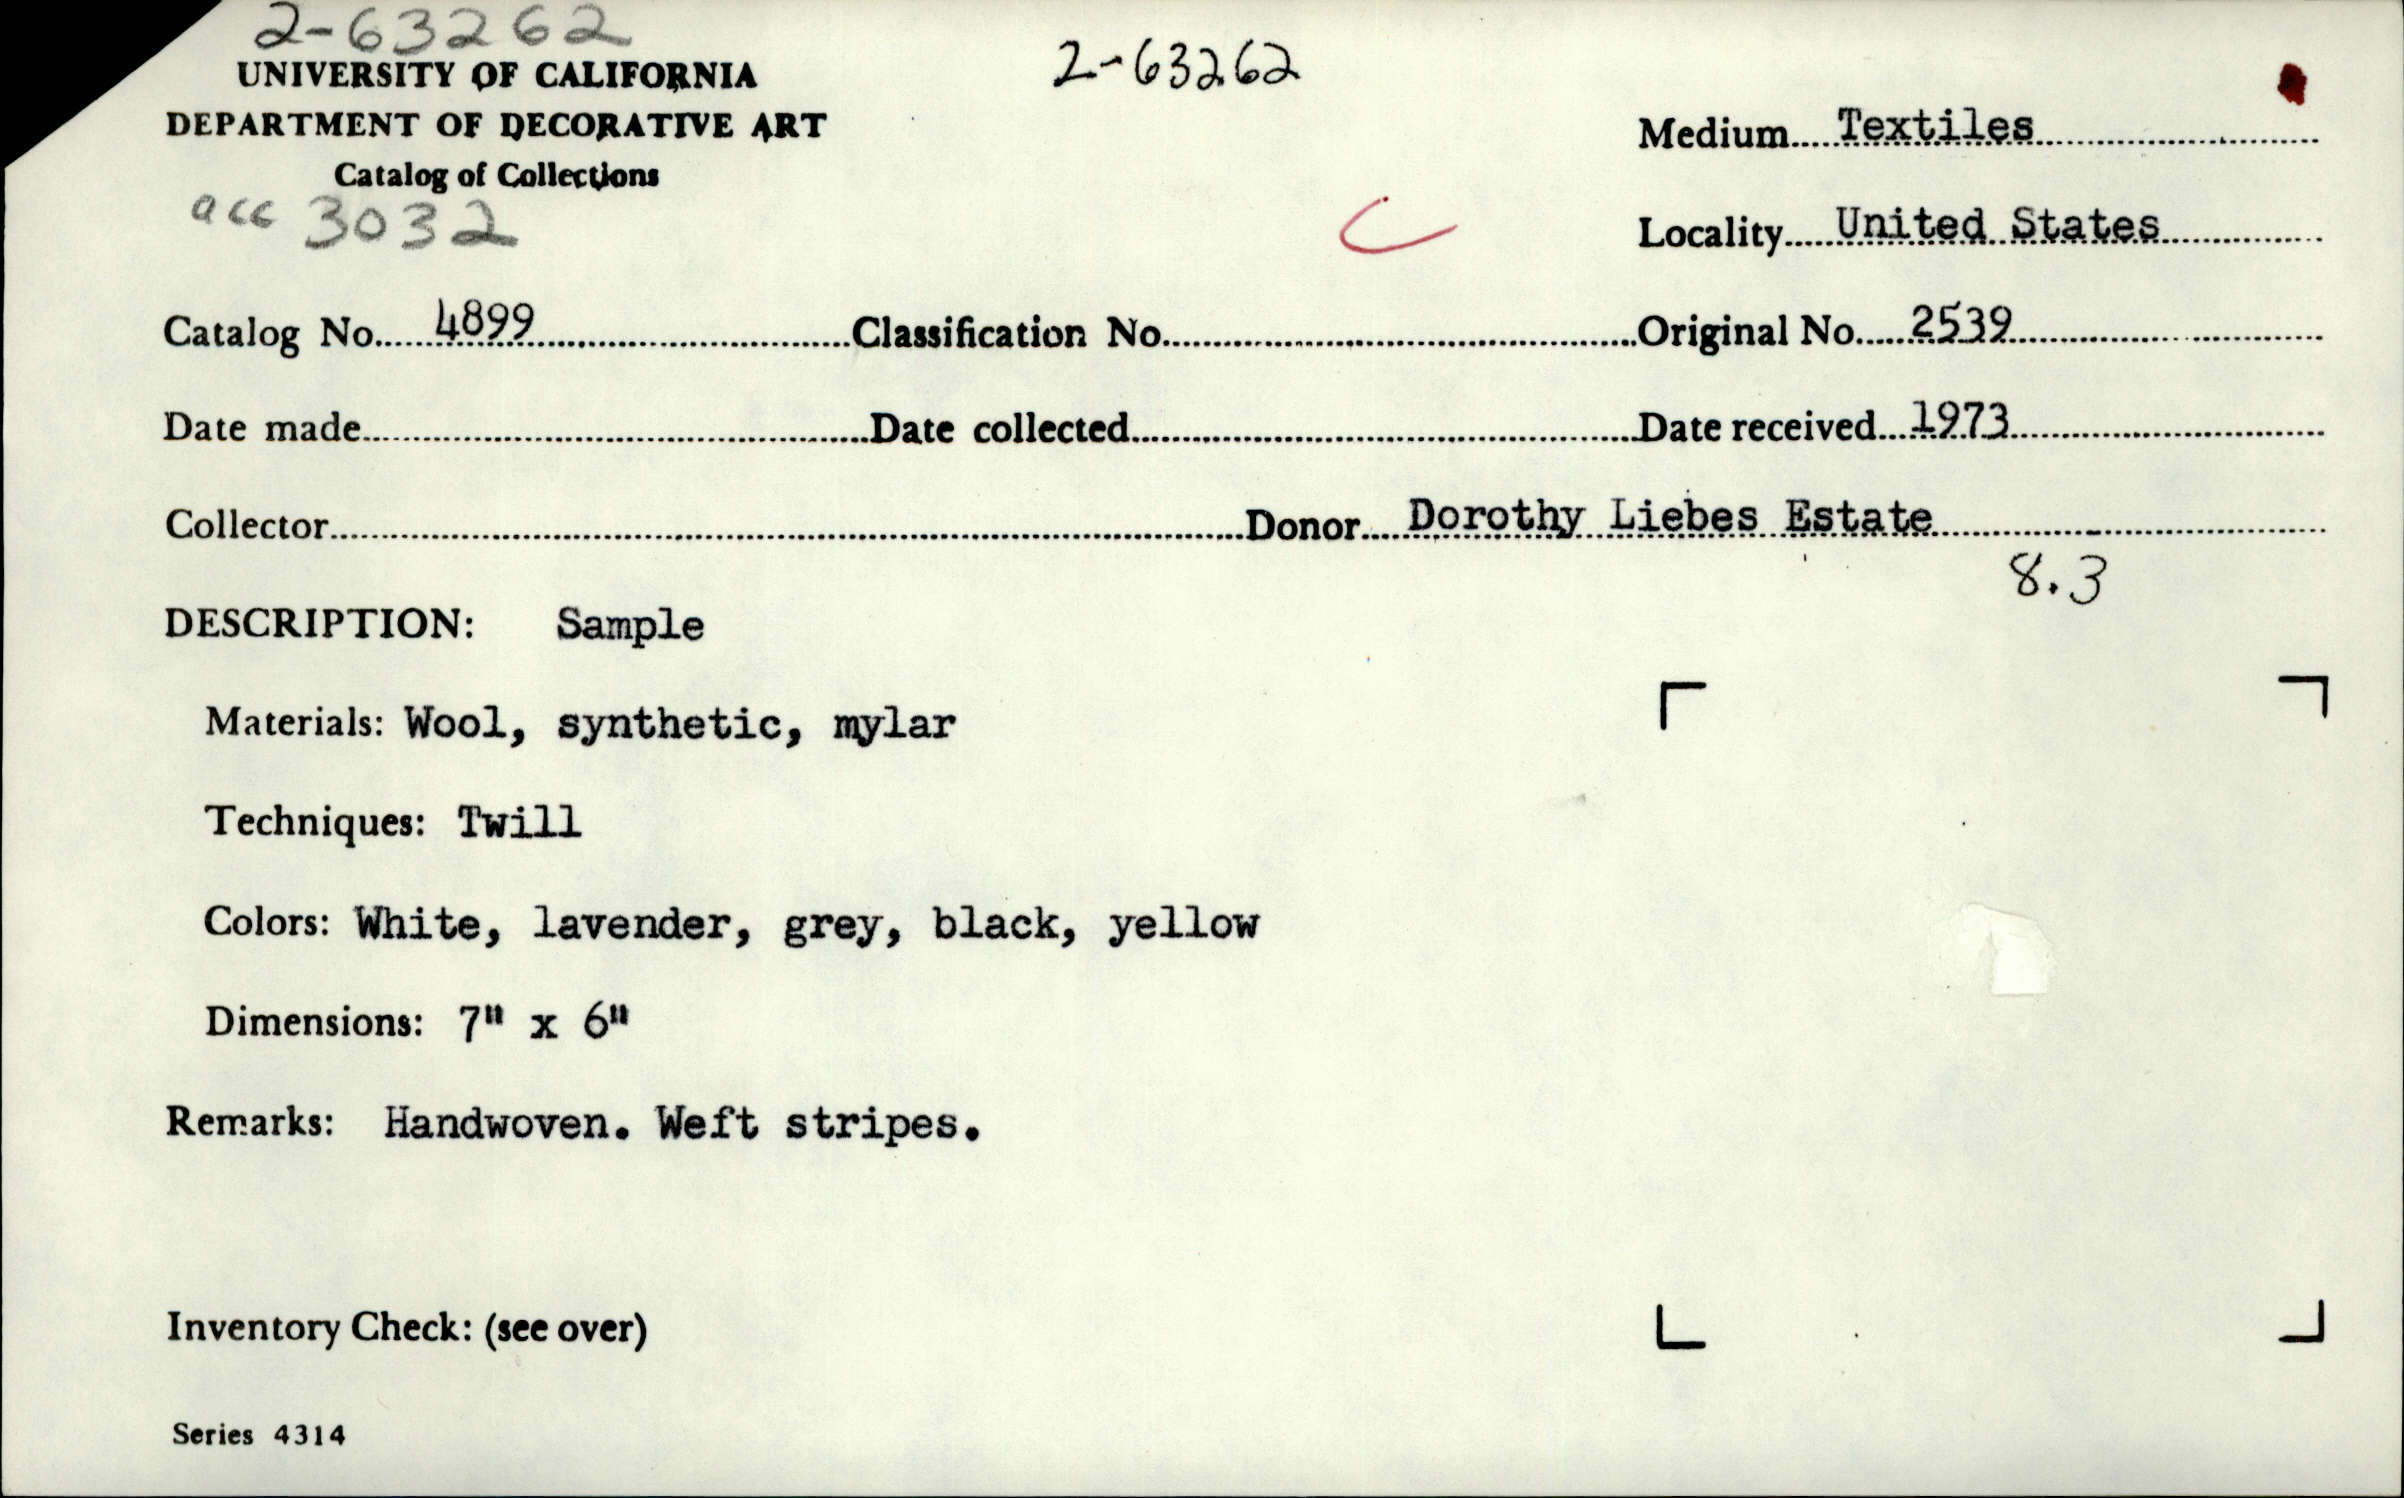 2-63262
UNIVERSITY OF CALIFORNIA
2-63262
DEPARTMENT OF DECORATIVE ART
Medium Textiles
Catalog of Collections
acc 3032
C
Locality United States
Catalog No. 4899 Classification No. Original No. 2539
Date made Date collected Date received 1973
Collector Donor Dorothy Liebes Estate
8.3
DESCRIPTION: Sample
Materials: Wool, synthetic, mylar
Techniques: Twill
Colors: White, lavender, grey, black, yellow
Dimensions: 7" x 6"
Remarks: Handwoven. Weft stripes.
Inventory Check: (see over)
Series 4314